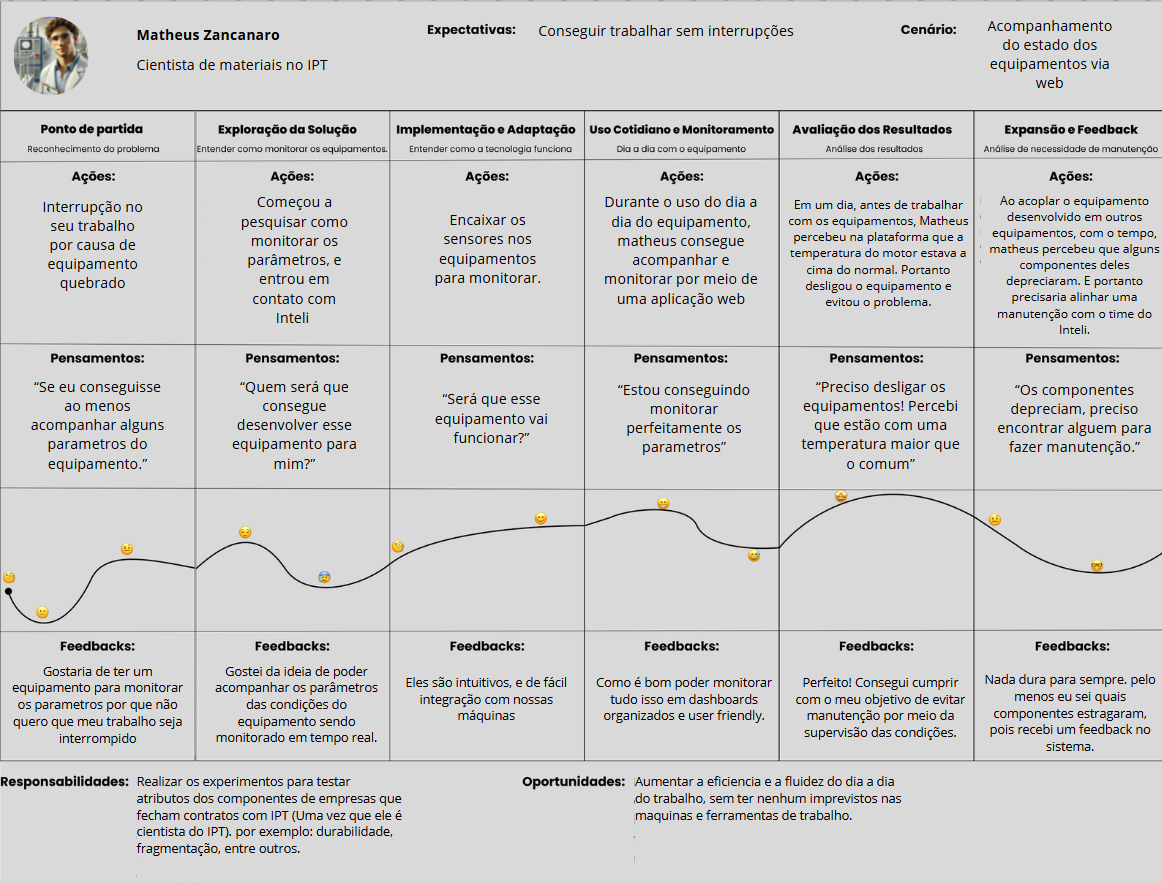 Matheus Zancanaro
Cientista de materiais no IPT
Expectativas:
Conseguir trabalhar sem interrupções
Cenário:
Acompanhamento
do estado dos
equipamentos via
web
Ponto de partida
Reconhecimento do problema
Exploração da Solução
Entender como monitorar os equipamentos.
Implementação e Adaptação
Entender como a tecnologia funciona
Uso Cotidiano e Monitoramento
Dia a dia com o equipamento
Avaliação dos Resultados
Análise dos resultados
Expansão e Feedback
Análise de necessidade de manutenção
Ações:
Interrupção no
seu trabalho
por causa de
equipamento
quebrado
Ações:
Começou a
pesquisar como
monitorar os
parâmetros, e
entrou em
contato com
Inteli
Ações:
Encaixar os
sensores nos
equipamentos
para monitorar.
Ações:
Durante o uso do dia a
dia do equipamento,
matheus consegue
acompanhar e
monitorar por meio de
uma aplicação web
Ações:
Em um dia, antes de trabalhar
com os equipamentos, Matheus
percebeu na plataforma que a
temperatura do motor estava a
cima do normal. Portanto
desligou o equipamento e
evitou o problema.
Ações:
Ao acoplar o equipamento
desenvolvido em outros
equipamentos, com o tempo,
matheus percebeu que alguns
componentes deles
depreciaram. E portanto
precisaria alinhar uma
manutenção com o time do
Inteli.
Pensamentos:
“Se eu conseguisse
ao menos
acompanhar alguns
parametros do
equipamento.”
Pensamentos:
“Quem será que
consegue
desenvolver esse
equipamento para
mim?”
Pensamentos:
“Será que esse
equipamento vai
funcionar?”
Pensamentos:
“Estou conseguindo
monitorar
perfeitamente os
parametros”
Pensamentos:
“Preciso desligar os
equipamentos! Percebi
que estão com uma
temperatura maior que
o comum”
Pensamentos:
“Os componentes
depreciam, preciso
encontrar alguem para
fazer manutenção.”
Feedbacks:
Gostaria de ter um
equipamento para monitorar
os parametros por que não
quero que meu trabalho seja
interrompido
Feedbacks:
Gostei da ideia de poder
acompanhar os parâmetros
das condições do
equipamento sendo
monitorado em tempo real.
Feedbacks:
Eles são intuitivos, e de fácil
integração com nossas
máquinas
Feedbacks:
Como é bom poder monitorar
tudo isso em dashboards
organizados e user friendly.
Feedbacks:
Perfeito! Consegui cumprir
com o meu objetivo de evitar
manutenção por meio da
supervisão das condições.
Feedbacks:
Nada dura para sempre. pelo
menos eu sei quais
componentes estragaram,
pois recebi um feedback no
sistema.
Responsabilidades:
Realizar os experimentos para testar
atributos dos componentes de empresas que
fecham contratos com IPT (Uma vez que ele é
cientista do IPT). por exemplo: durabilidade,
fragmentação, entre outros.
Oportunidades:
Aumentar a eficiencia e a fluidez do dia a dia
do trabalho, sem ter nenhum imprevistos nas
maquinas e ferramentas de trabalho.